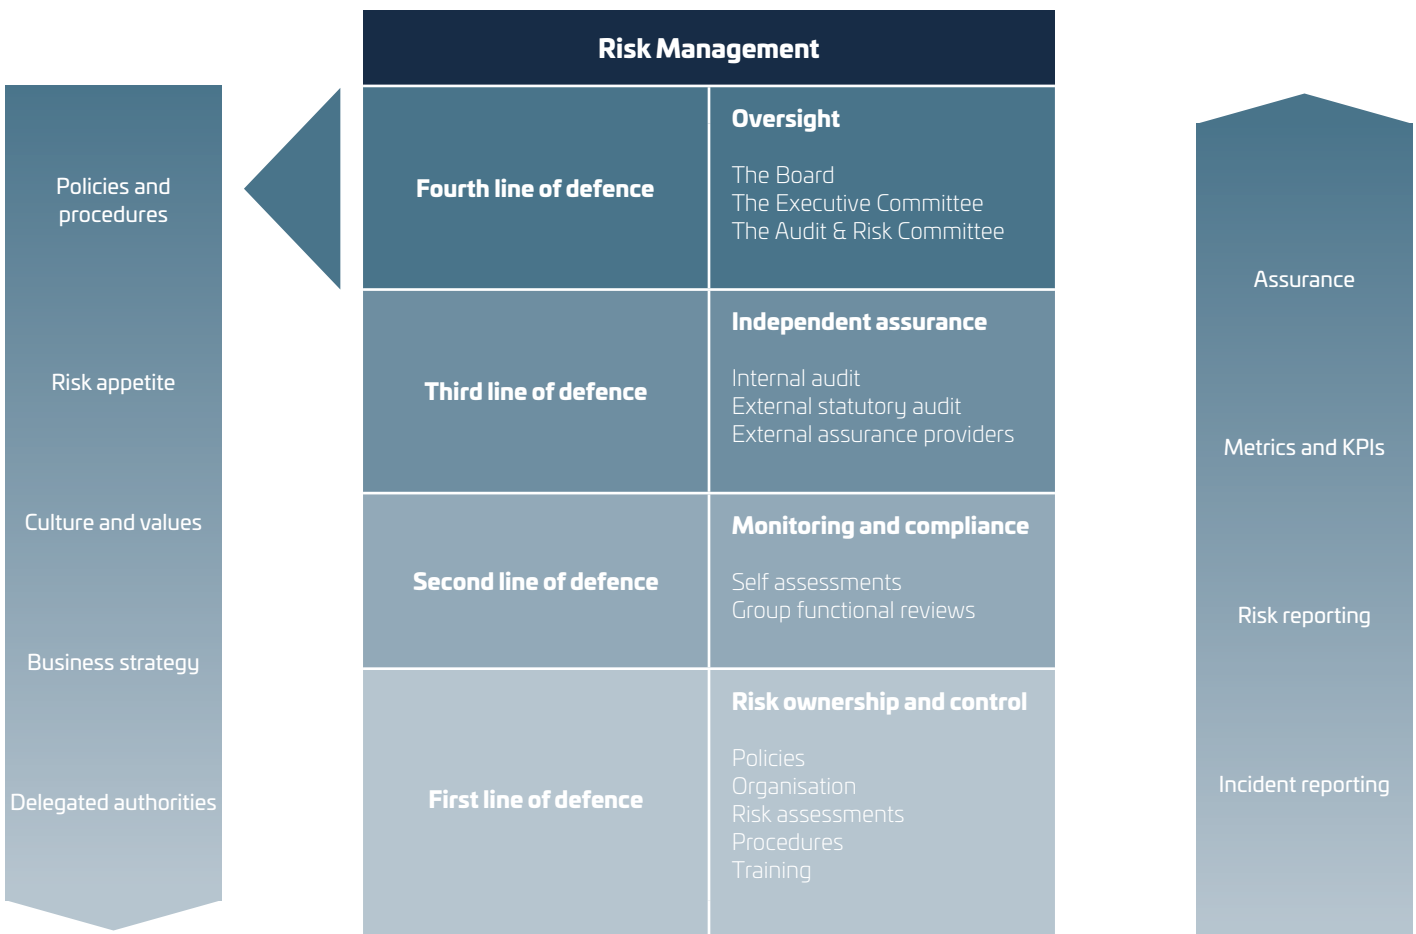 Risk Management
Policies and
procedures
Risk appetite
Culture and values
Business strategy
Delegated authorities
Fourth line of defence
Oversight
The Board
The Executive Committee
The Audit & Risk Committee
Third line of defence
Independent assurance
Internal audit
External statutory audit
External assurance providers
Second line of defence
Monitoring and compliance
Self assessments
Group functional reviews
First line of defence
Risk ownership and control
Policies
Organisation
Risk assessments
Procedures
Training
Assurance
Metrics and KPIs
Risk reporting
Incident reporting